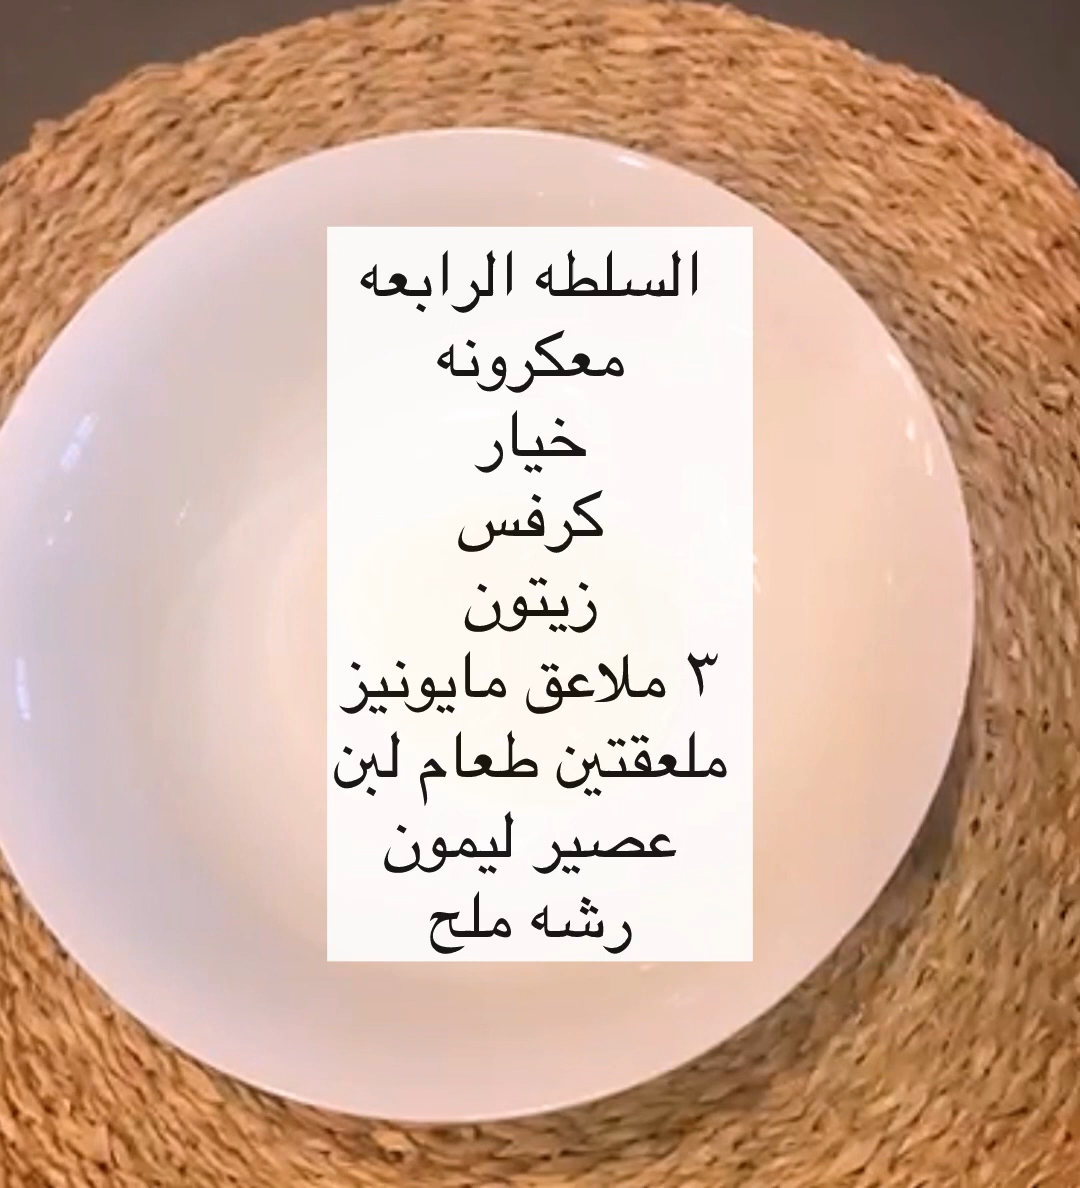 السلطه الرابعه
معكرونه
خيار
كرفس
زيتون
٣ ملاعق مايونيز
ملعقتين طعام لبن
عصير ليمون
رشه ملح